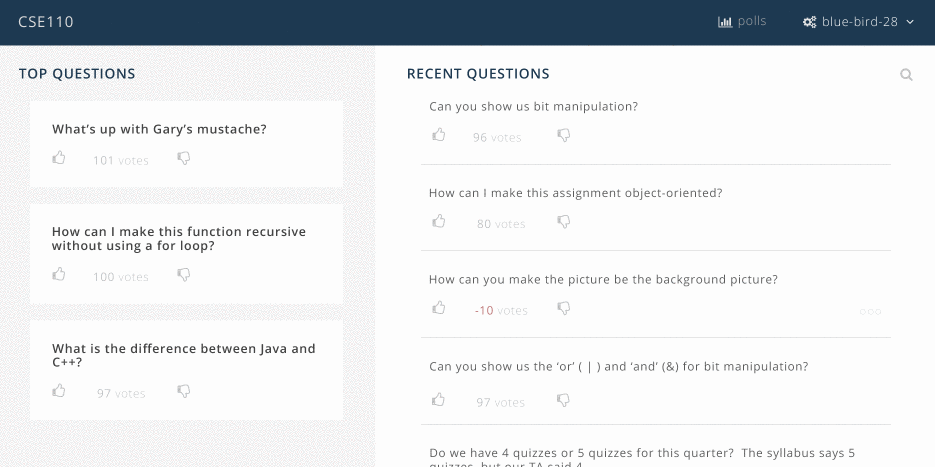 CSE110
polls
blue-bird-28
TOP QUESTIONS
What's up with Gary's mustache?
101 votes
How can I make this function recursive
without using a for loop?
100 votes
What is the difference between Java and
C++?
97 votes
RECENT QUESTIONS
Can you show us bit manipulation?
96 votes
How can I make this assignment object-oriented?
80 votes
How can you make the picture be the background picture?
-10 votes
Can you show us the ‘or’ ( | ) and ‘and’ (&) for bit manipulation?
97 votes
Do we have 4 quizzes or 5 quizzes for this quarter? The syllabus says 5
quizzes, but our TA said 4